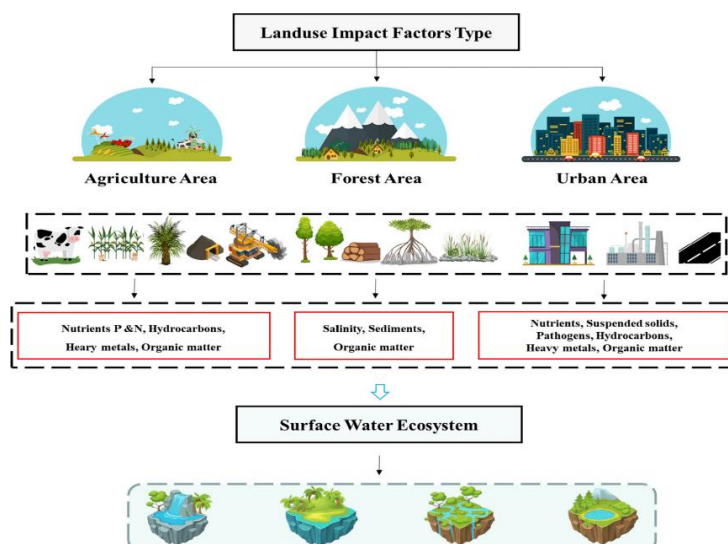 Landuse Impact Factors Type
Agriculture Area
Forest Area
Urban Area
Nutrients P &N, Hydrocarbons,
Heary metals, Organic matter
Salinity, Sediments,
Organic matter
Nutrients, Suspended solids,
Pathogens, Hydrocarbons,
Heavy metals, Organic matter
Surface Water Ecosystem